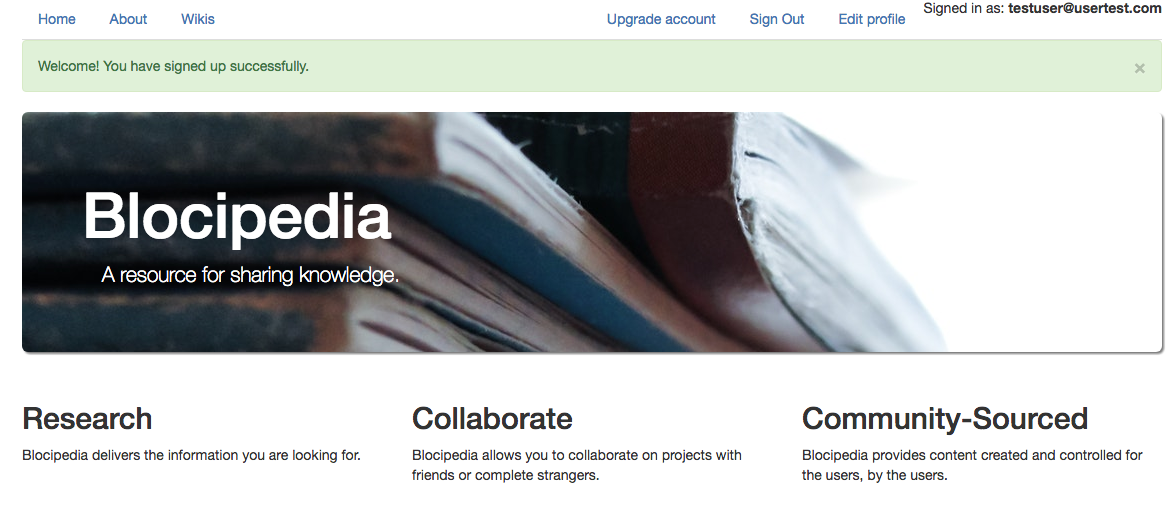 Home About Wikis Upgrade account Sign Out Edit profile Signed in as: testuser@usertest.com
Welcome! You have signed up successfully. ×
Blocipedia
A resource for sharing knowledge.
Research
Blocipedia delivers the information you are looking for.
Collaborate
Blocipedia allows you to collaborate on projects with
friends or complete strangers.
Community-Sourced
Blocipedia provides content created and controlled for
the users, by the users.